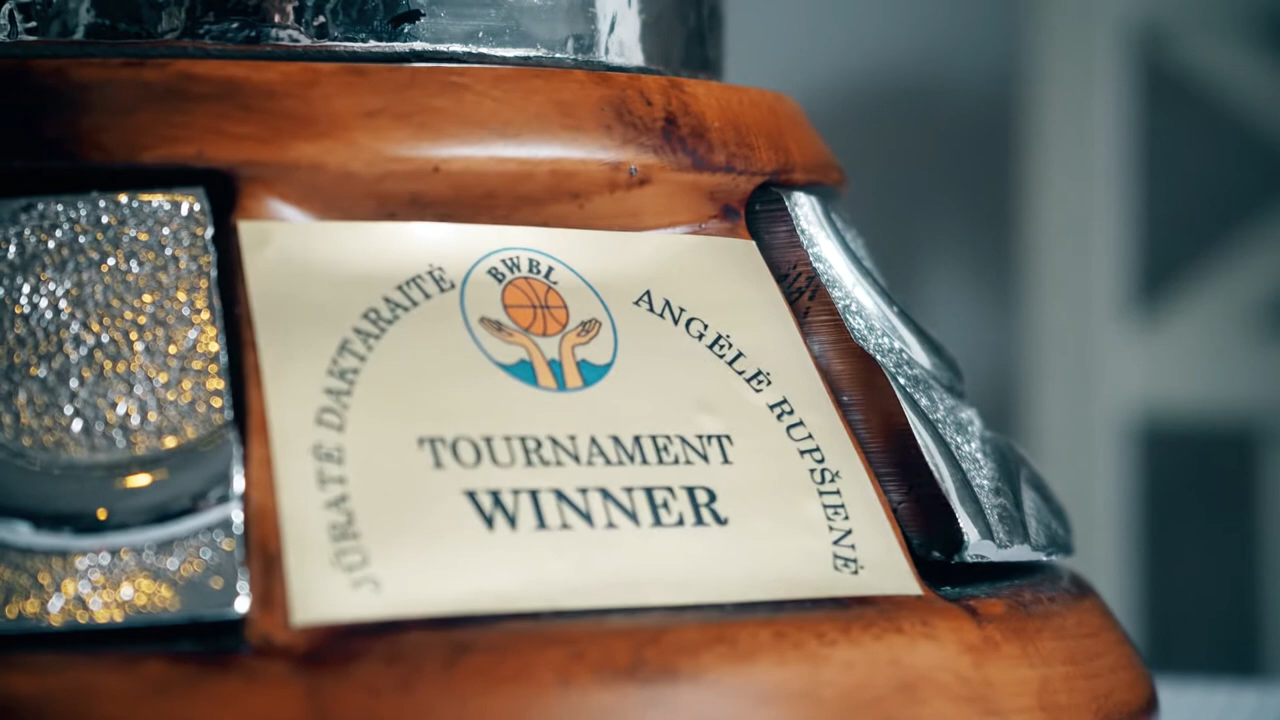 BWBL
JŪRATĖ DAKTARAITĖ
ANGĖLĖ RUPŠIENĖ
TOURNAMENT
WINNER